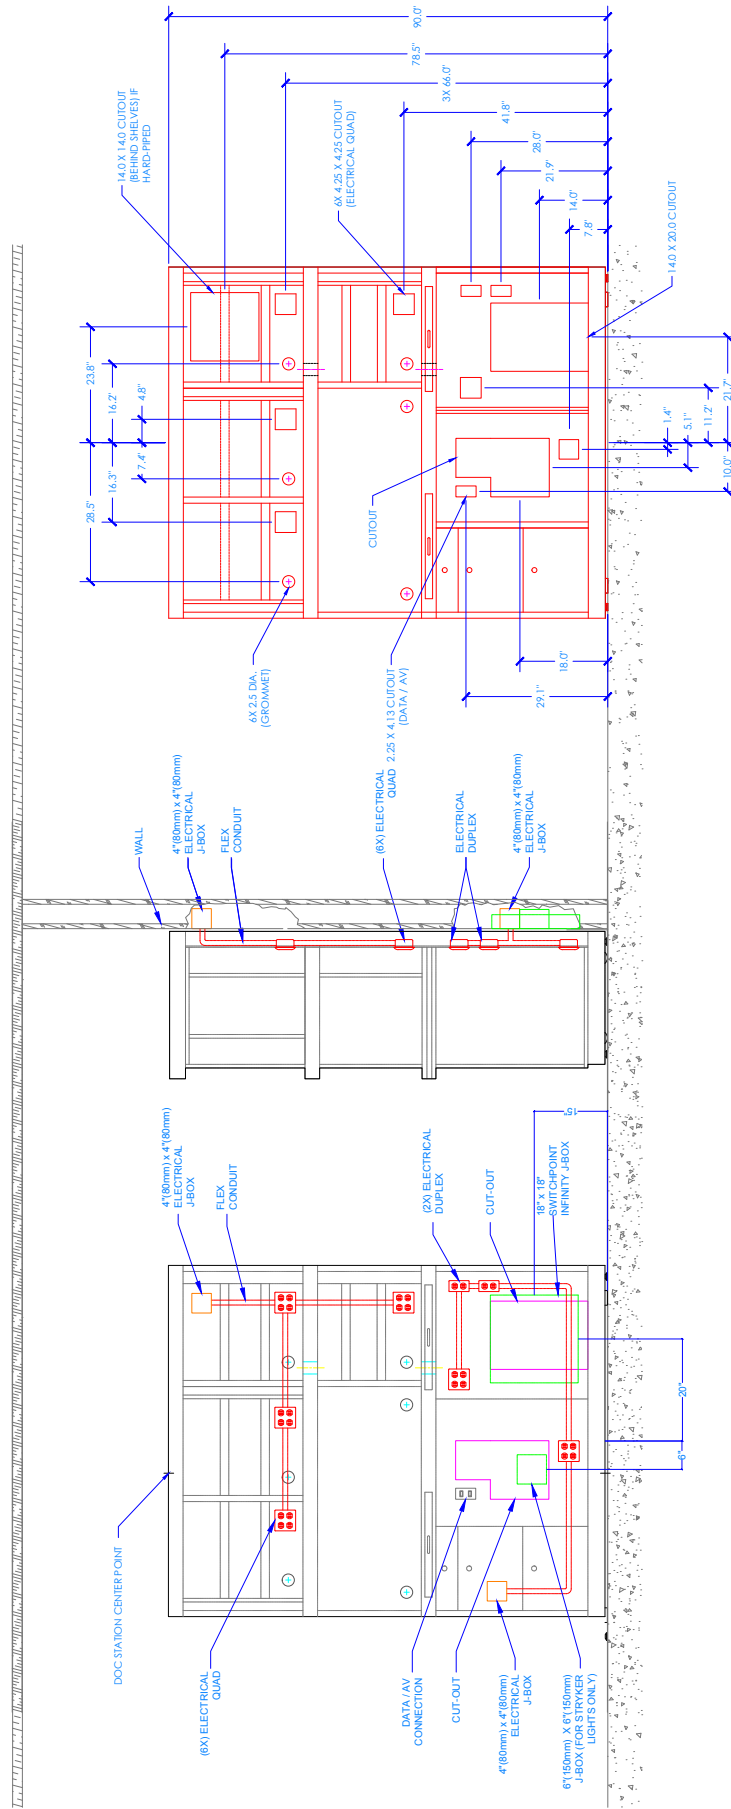 DOC STATION CENTER POINT
(6X) ELECTRICAL
QUAD
DATA / AV
CONNECTION
CUT-OUT
4"(80mm) x 4"(80mm)
ELECTRICAL
J-BOX
6"(150mm) X 6"(150mm)
J-BOX (FOR STRYKER
LIGHTS ONLY)
4"(80mm) x 4"(80mm)
ELECTRICAL
J-BOX
FLEX
CONDUIT
(2X) ELECTRICAL
DUPLEX
CUT-OUT
18" x 18"
SWITCHPOINT
INFINITY J-BOX
15"
6"
20"
WALL
4"(80mm) x 4"(80mm)
ELECTRICAL
J-BOX
FLEX
CONDUIT
(6X) ELECTRICAL
QUAD
ELECTRICAL
DUPLEX
4"(80mm) x 4"(80mm)
ELECTRICAL
J-BOX
28.5"
23.8"
16.3"
16.2"
7.4"
4.8"
14.0 X 14.0 CUTOUT
(BEHIND SHELVES) IF
HARD-PIPED
6X 2.5 DIA.
(GROMMET)
CUTOUT
6X 4.25 X 4.25 CUTOUT
(ELECTRICAL QUAD)
2.25 X 4.13 CUTOUT
(DATA / AV)
14.0 X 20.0 CUTOUT
90.0"
78.5"
3X 66.0"
41.8"
28.0"
21.9"
14.0"
7.8"
29.1"
18.0"
1.4"
5.1"
11.2"
10.0"
21.7"